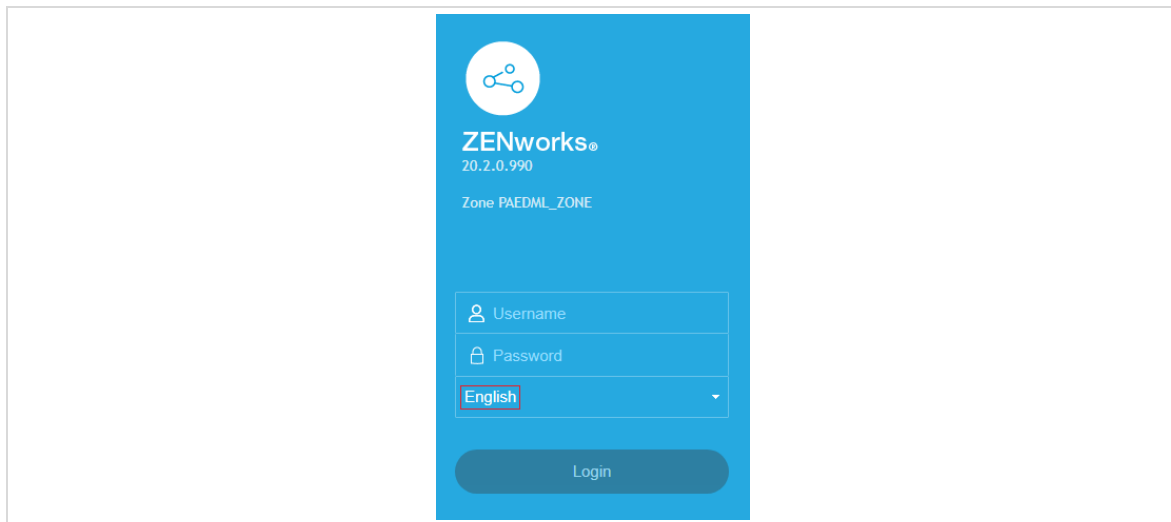 ZENworks®
20.2.0.990
Zone PAEDML_ZONE
Username
Password
English
Login